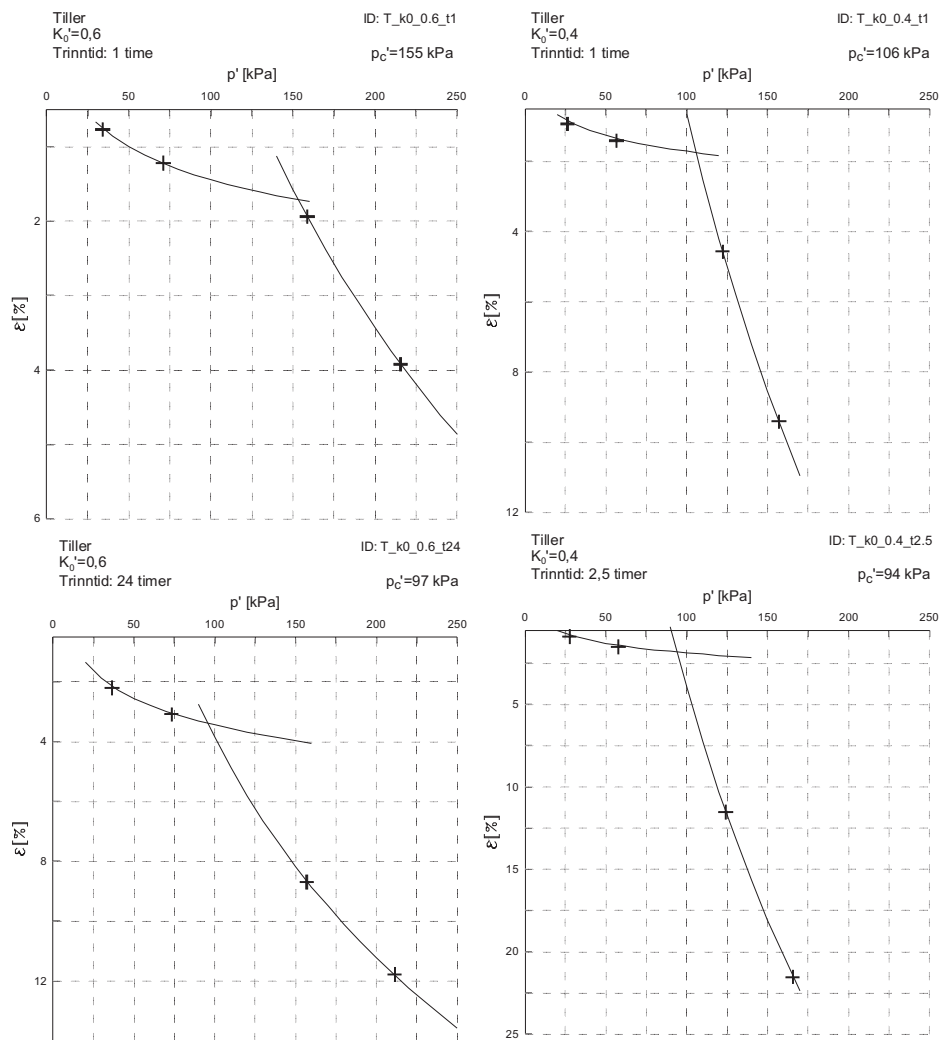 Tiller
ID: T_k0_0.6_t1
K0'=0,6
Trinntid: 1 time
pc'=155 kPa
p' [kPa]
0 50 100 150 200 250
2
4
6
ε [%]
Tiller
ID: T_k0_0.4_t1
K0'=0,4
Trinntid: 1 time
pc'=106 kPa
p' [kPa]
0 50 100 150 200 250
4
8
12
ε [%]
Tiller
ID: T_k0_0.6_t24
K0'=0,6
Trinntid: 24 timer
pc'=97 kPa
p' [kPa]
0 50 100 150 200 250
4
8
12
ε [%]
Tiller
ID: T_k0_0.4_t2.5
K0'=0,4
Trinntid: 2,5 timer
pc'=94 kPa
p' [kPa]
0 50 100 150 200 250
5
10
15
20
25
ε [%]